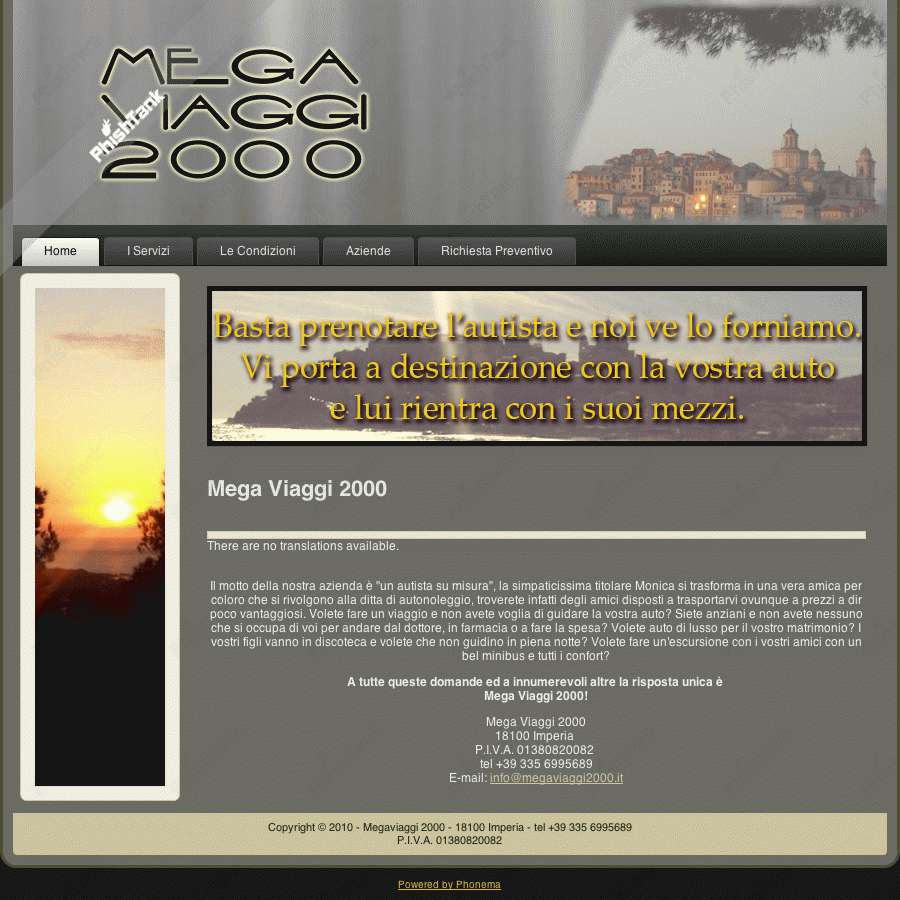 MEGA
VIAGGI
2000
PhishTank
Home
I Servizi
Le Condizioni
Aziende
Richiesta Preventivo
Basta prenotare l'autista e noi ve lo forniamo.
Vi porta a destinazione con la vostra auto
e lui rientra con i suoi mezzi.
Mega Viaggi 2000
There are no translations available.
Il motto della nostra azienda è "un autista su misura", la simpaticissima titolare Monica si trasforma in una vera amica per
coloro che si rivolgono alla ditta di autonoleggio, troverete infatti degli amici disposti a trasportarvi ovunque a prezzi a dir
poco vantaggiosi. Volete fare un viaggio e non avete voglia di guidare la vostra auto? Siete anziani e non avete nessuno
che si occupa di voi per andare dal dottore, in farmacia o a fare la spesa? Volete auto di lusso per il vostro matrimonio? I
vostri figli vanno in discoteca e volete che non guidino in piena notte? Volete fare un'escursione con i vostri amici con un
bel minibus e tutti i confort?
A tutte queste domande ed a innumerevoli altre la risposta unica è
Mega Viaggi 2000!
Mega Viaggi 2000
18100 Imperia
P.I.V.A. 01380820082
tel +39 335 6995689
E-mail: info@megaviaggi2000.it
Copyright © 2010 - Megaviaggi 2000 - 18100 Imperia - tel +39 335 6995689
P.I.V.A. 01380820082
Powered by Phonema